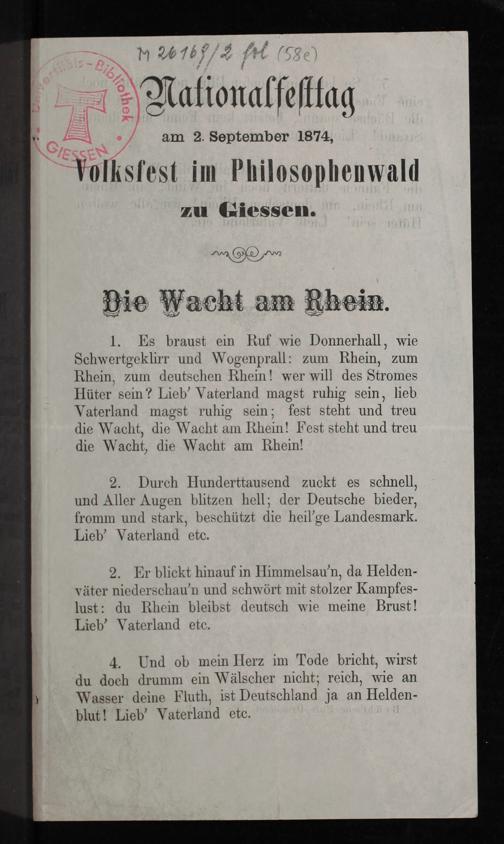 M 26169/2 fol (58e)
Universitäts-Bibliothek
GIESSEN
Nationalfesttag
am 2. September 1874,
Volksfest im Philosophenwald
zu Giessen.
Die Wacht am Rhein.
1. Es braust ein Ruf wie Donnerhall, wie
Schwertgeklirr und Wogenprall: zum Rhein, zum
Rhein, zum deutschen Rhein! wer will des Stromes
Hüter sein? Lieb' Vaterland magst ruhig sein, lieb
Vaterland magst ruhig sein; fest steht und treu
die Wacht, die Wacht am Rhein! Fest steht und treu
die Wacht, die Wacht am Rhein!
2. Durch Hunderttausend zuckt es schnell,
und Aller Augen blitzen hell; der Deutsche bieder,
fromm und stark, beschützt die heil'ge Landesmark.
Lieb' Vaterland etc.
2. Er blickt hinauf in Himmelsau'n, da Helden-
väter niederschau'n und schwört mit stolzer Kampfes-
lust: du Rhein bleibst deutsch wie meine Brust!
Lieb' Vaterland etc.
4. Und ob mein Herz im Tode bricht, wirst
du doch drumm ein Wälscher nicht; reich, wie an
Wasser deine Fluth, ist Deutschland ja an Helden-
blut! Lieb' Vaterland etc.